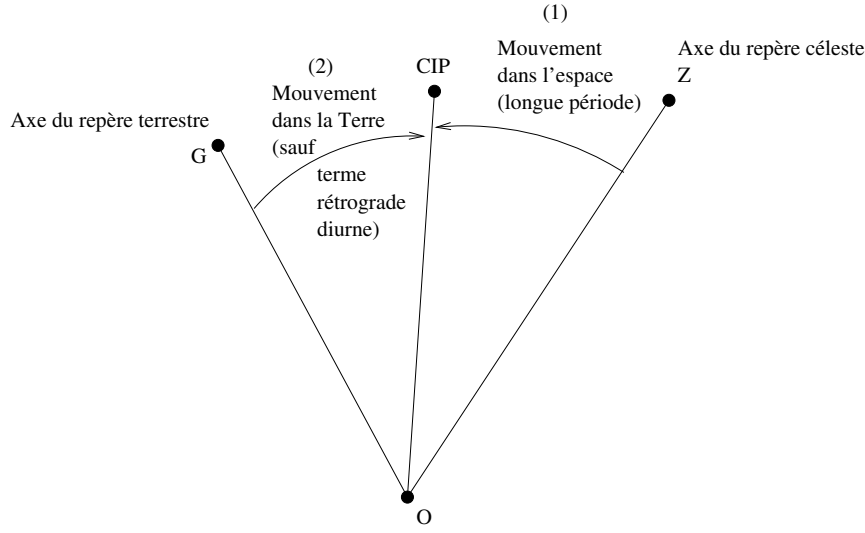 (1)
Mouvement
dans l'espace
(longue période)
Axe du repère céleste
Z
CIP
(2)
Mouvement
dans la Terre
(sauf
terme
rétrograde
diurne)
Axe du repère terrestre
G
O